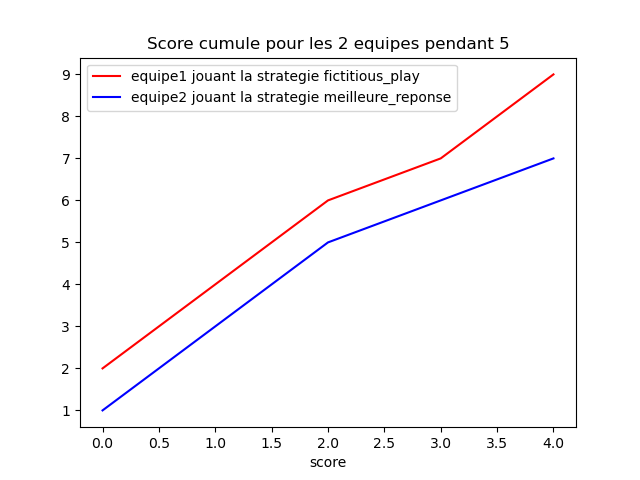 Score cumule pour les 2 equipes pendant 5
equipe1 jouant la strategie fictitious_play
equipe2 jouant la strategie meilleure_reponse
9
8
7
6
5
4
3
2
1
0.0 0.5 1.0 1.5 2.0 2.5 3.0 3.5 4.0
score